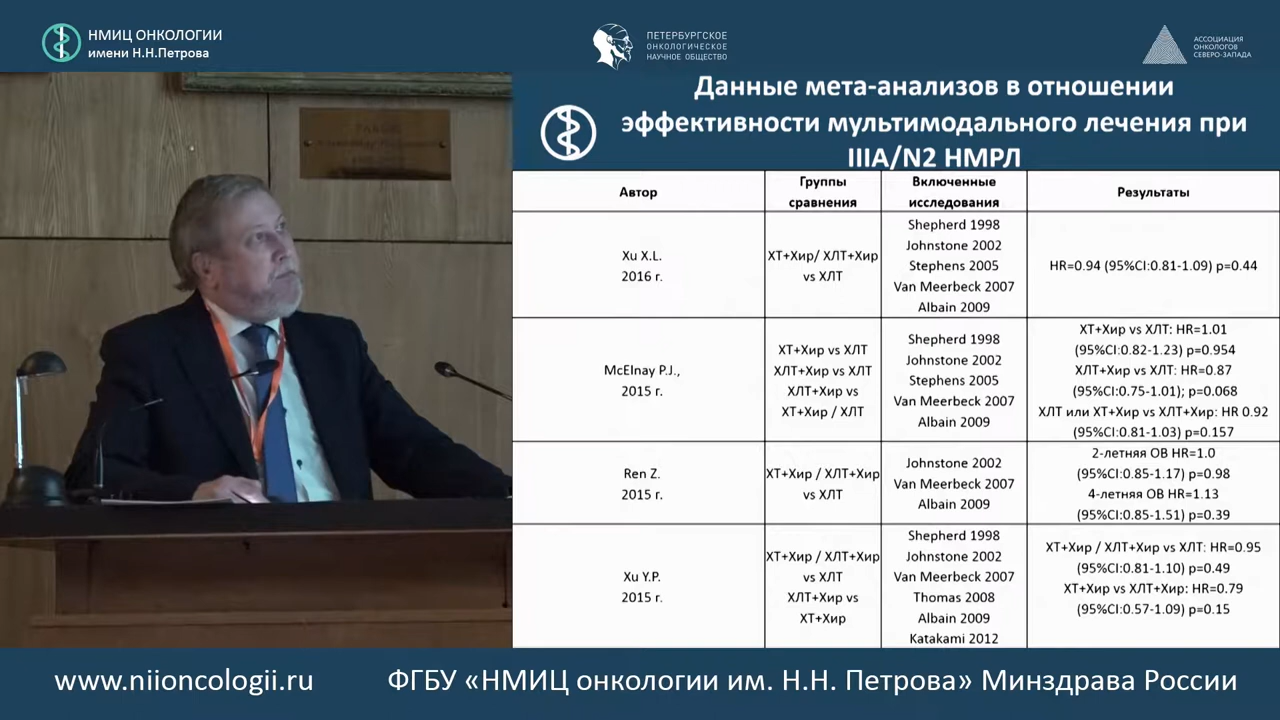 НМИЦ ОНКОЛОГИИ
имени Н.Н.Петрова
ПЕТЕРБУРГСКОЕ
ОНКОЛОГИЧЕСКОЕ
НАУЧНОЕ ОБЩЕСТВО
АССОЦИАЦИЯ
ОНКОЛОГОВ
СЕВЕРО-ЗАПАДА
Данные мета-анализов в отношении
эффективности мультимодального лечения при
IIIA/N2 НМРЛ
Автор
Группы
сравнения
Включенные
исследования
Результаты
Xu X.L.
2016 г.
ХТ+Хир/ ХЛТ+Хир
vs ХЛТ
Shepherd 1998
Johnstone 2002
Stephens 2005
Van Meerbeck 2007
Albain 2009
HR=0.94 (95%CI:0.81-1.09) p=0.44
McElnay P.J.,
2015 г.
ХТ+Хир vs ХЛТ
ХЛТ+Хир vs ХЛТ
ХЛТ+Хир vs
ХТ+Хир / ХЛТ
Shepherd 1998
Johnstone 2002
Stephens 2005
Van Meerbeck 2007
Albain 2009
ХТ+Хир vs ХЛТ: HR=1.01
(95%CI:0.82-1.23) p=0.954
ХЛТ+Хир vs ХЛТ: HR=0.87
(95%CI:0.75-1.01); p=0.068
ХЛТ или ХТ+Хир vs ХЛТ+Хир: HR 0.92
(95%CI:0.81-1.03) p=0.157
Ren Z.
2015 г.
ХТ+Хир / ХЛТ+Хир
vs ХЛТ
Johnstone 2002
Van Meerbeck 2007
Albain 2009
2-летняя ОВ HR=1.0
(95%CI:0.85-1.17) p=0.98
4-летняя ОВ HR=1.13
(95%CI:0.85-1.51) p=0.39
Xu Y.P.
2015 г.
ХТ+Хир / ХЛТ+Хир
vs ХЛТ
ХЛТ+Хир vs
ХТ+Хир
Shepherd 1998
Johnstone 2002
Van Meerbeck 2007
Thomas 2008
Albain 2009
Katakami 2012
ХТ+Хир / ХЛТ+Хир vs ХЛТ: HR=0.95
(95%CI:0.81-1.10) p=0.49
ХТ+Хир vs ХЛТ+Хир: HR=0.79
(95%CI:0.57-1.09) p=0.15
www.niioncologii.ru
ФГБУ «НМИЦ онкологии им. Н.Н. Петрова» Минздрава России